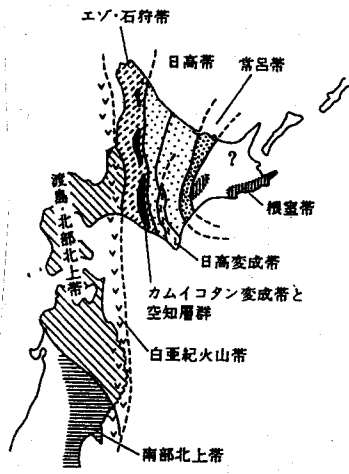 エゾ・石狩帯
日高帯
常呂帯
?
?
根室帯
渡島・北部北上帯
日高変成帯
カムイコタン変成帯と
空知層群
白亜紀火山帯
南部北上帯